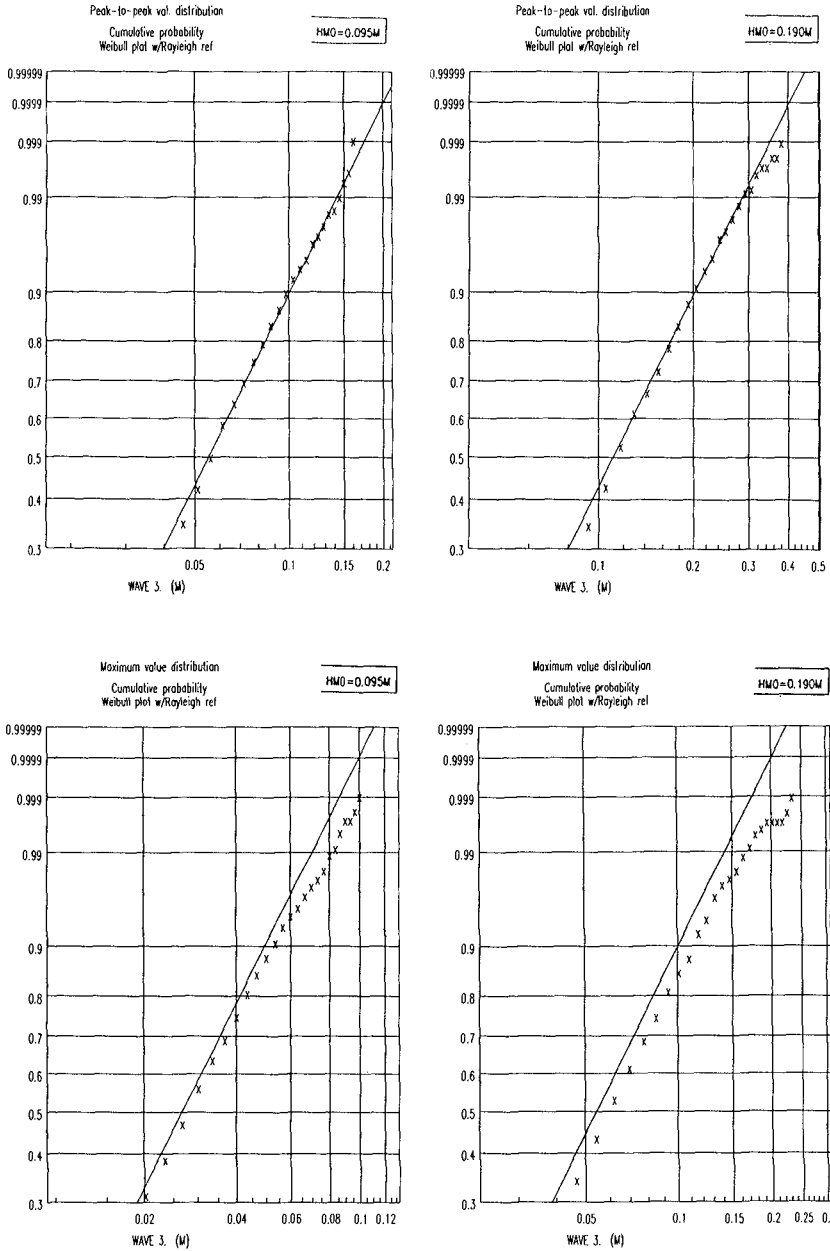 Peak-to-peak val. distribution
Cumulative probability
Weibull plot w/Rayleigh ref
HM0=0.095M
0.99999
0.9999
0.999
0.99
0.9
0.8
0.7
0.6
0.5
0.4
0.3
0.05 0.1 0.15 0.2
WAVE 3. (M)
Peak-to-peak val. distribution
Cumulative probability
Weibull plot w/Rayleigh ref
HM0=0.190M
0.99999
0.9999
0.999
0.99
0.9
0.8
0.7
0.6
0.5
0.4
0.3
0.1 0.2 0.3 0.4 0.5
WAVE 3. (M)
Maximum value distribution
Cumulative probability
Weibull plot w/Rayleigh ref
HM0=0.095M
0.99999
0.9999
0.999
0.99
0.9
0.8
0.7
0.6
0.5
0.4
0.3
0.02 0.04 0.06 0.08 0.1 0.12
WAVE 3. (M)
Maximum value distribution
Cumulative probability
Weibull plot w/Rayleigh ref
HM0=0.190M
0.99999
0.9999
0.999
0.99
0.9
0.8
0.7
0.6
0.5
0.4
0.3
0.05 0.1 0.15 0.2 0.25
WAVE 3. (M)